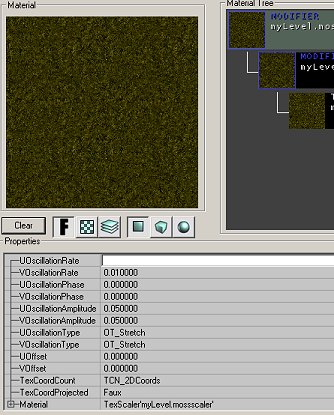 Material
Material Tree
MODIFIER
myLevel.moss
MODIFI
myLeve
Clear
F
Properties
UOscillationRate
VOscillationRate 0.010000
UOscillationPhase 0.000000
VOscillationPhase 0.000000
UOscillationAmplitude 0.050000
VOscillationAmplitude 0.050000
UOscillationType OT_Stretch
VOscillationType OT_Stretch
UOffset 0.000000
VOffset 0.000000
TexCoordCount TCN_2DCoords
TexCoordProjected Faux
Material TexScaler'myLevel.mossscaler'